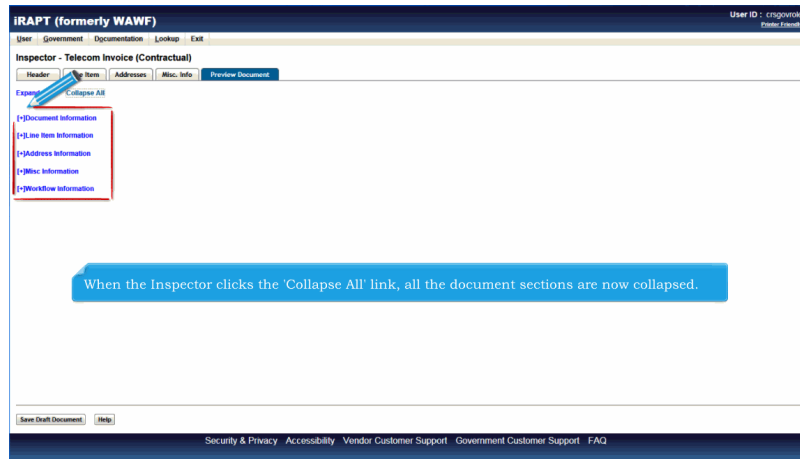 iRAPT (formerly WAWF)
User ID : crsgovrole
Printer Friendly
User Government Documentation Lookup Exit
Inspector - Telecom Invoice (Contractual)
Header Item Addresses Misc. Info Preview Document
Collapse All
[+]Document Information
[+]Line Item Information
[+]Address Information
[+]Misc Information
[+]Workflow Information
When the Inspector clicks the 'Collapse All' link, all the document sections are now collapsed.
Save Draft Document Help
Security & Privacy Accessibility Vendor Customer Support Government Customer Support FAQ